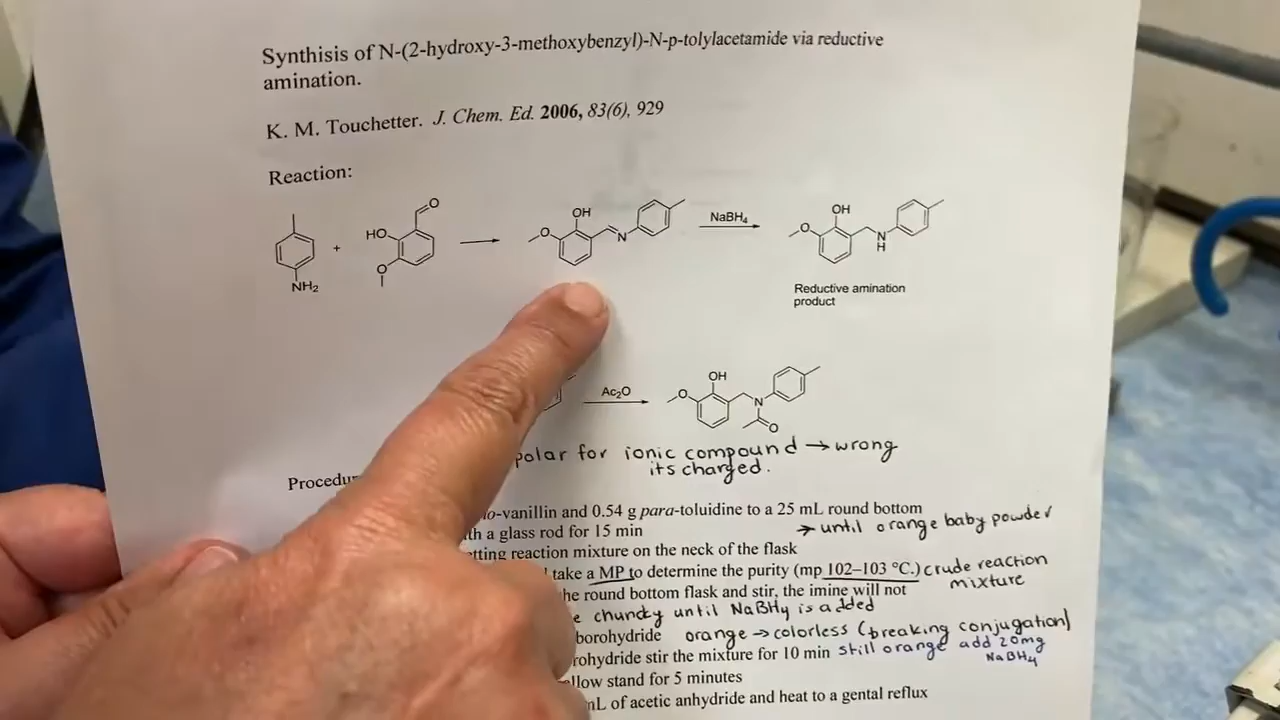 Synthisis of N-(2-hydroxy-3-methoxybenzyl)-N-p-tolylacetamide via reductive
amination.
K. M. Touchetter. J. Chem. Ed. 2006, 83(6), 929
Reaction:
NH2
+
HO
O
O
OH
O
N
NaBH4
OH
O
N
H
Reductive amination
product
Ac2O
OH
O
N
O
polar for ionic compound → wrong
its charged.
Procedu
o-vanillin and 0.54 g para-toluidine to a 25 mL round bottom
→ until orange baby powder
th a glass rod for 15 min
tting reaction mixture on the neck of the flask
take a MP to determine the purity (mp 102–103 °C.) crude reaction
mixture
he round bottom flask and stir, the imine will not
e chuncky until NaBH4 is added
borohydride orange → colorless (breaking conjugation)
rohydride stir the mixture for 10 min still orange add 20mg
NaBH4
llow stand for 5 minutes
mL of acetic anhydride and heat to a gental reflux